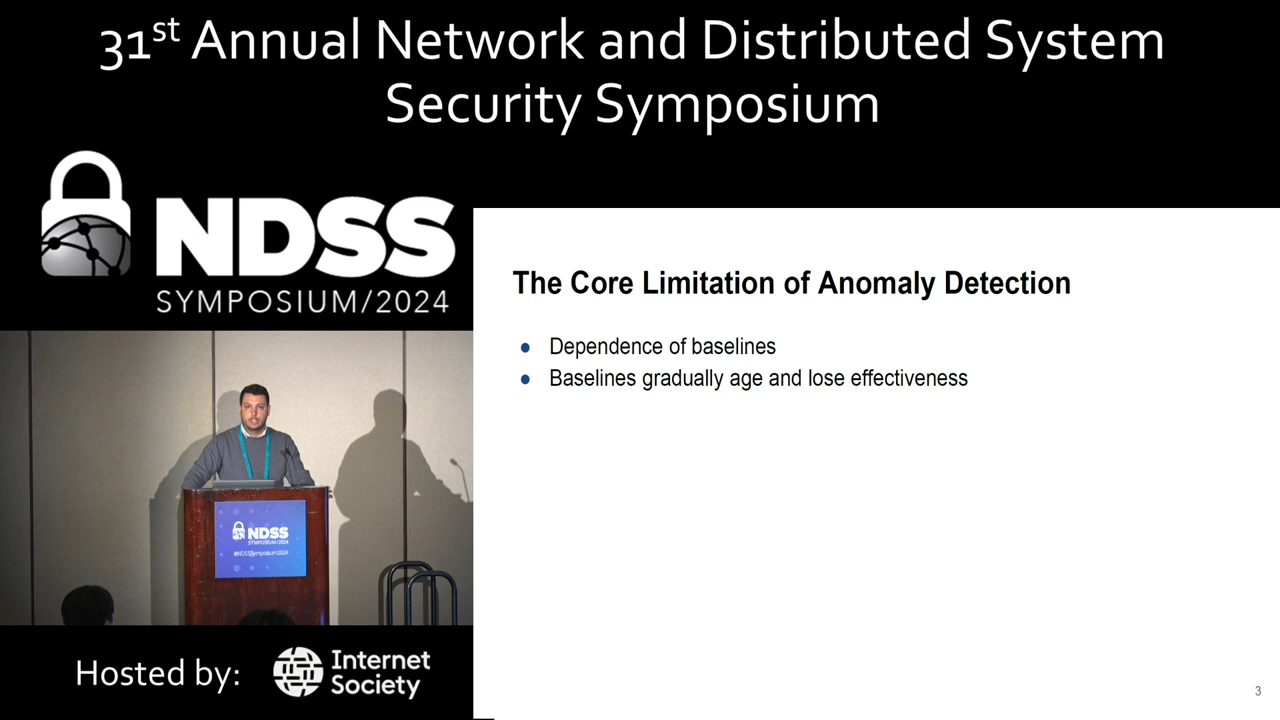 31st Annual Network and Distributed System
Security Symposium
NDSS
SYMPOSIUM/2024
The Core Limitation of Anomaly Detection
● Dependence of baselines
● Baselines gradually age and lose effectiveness
NDSS
SYMPOSIUM/2024
#NDSSSymposium2024
Hosted by:
Internet
Society
3